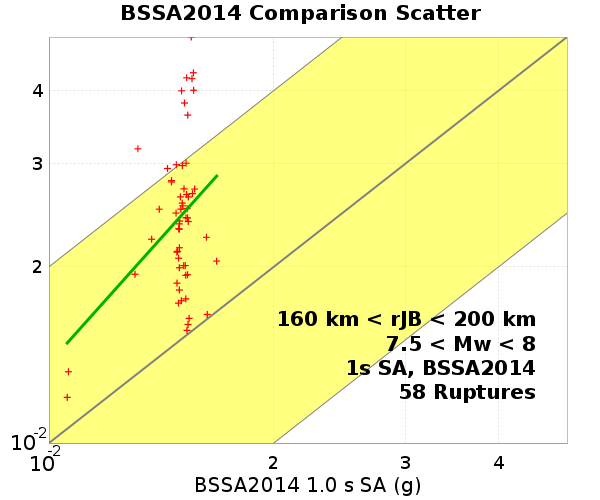 BSSA2014 Comparison Scatter
4
3
2
10-2
160 km < rJB < 200 km
7.5 < Mw < 8
1s SA, BSSA2014
58 Ruptures
10-2 2 3 4
BSSA2014 1.0 s SA (g)